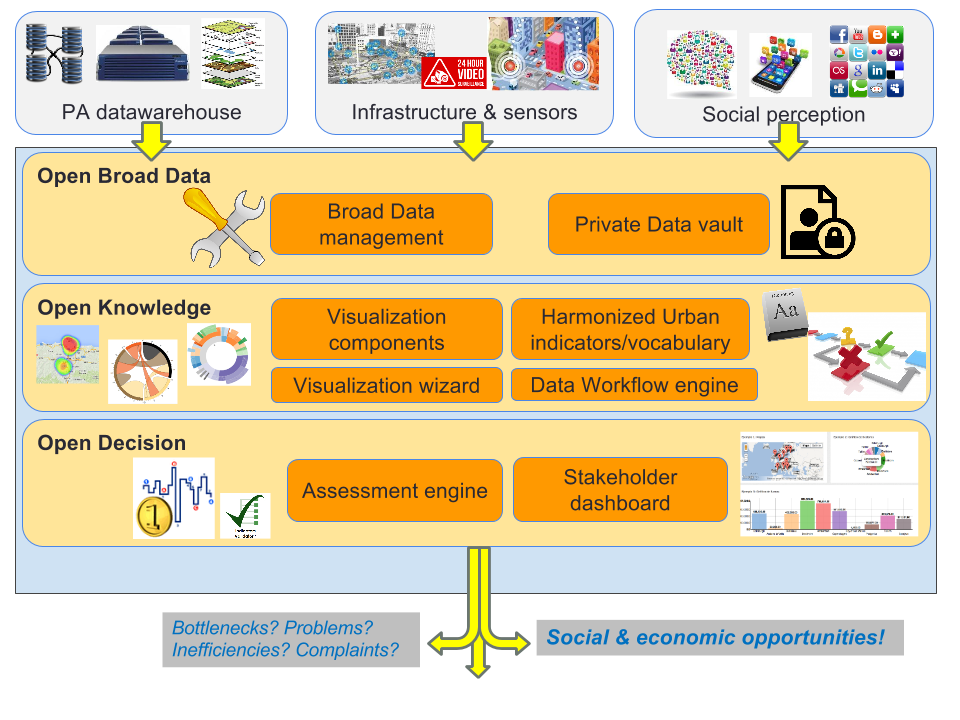 24 HOUR
VIDEO
SURVEILLANCE
PA datawarehouse
Infrastructure & sensors
Social perception
Open Broad Data
Broad Data
management
Private Data vault
Open Knowledge
Visualization
components
Harmonized Urban
indicators/vocabulary
Aa
Visualization wizard
Data Workflow engine
Open Decision
Assessment engine
Stakeholder
dashboard
Bottlenecks? Problems?
Inefficiencies? Complaints?
Social & economic opportunities!